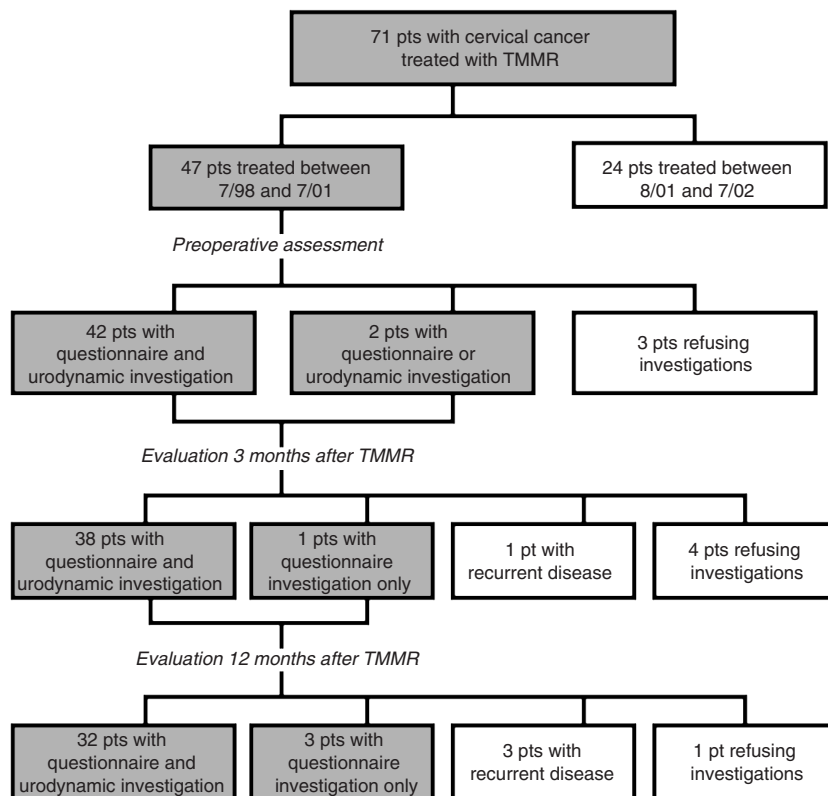 71 pts with cervical cancer
treated with TMMR
47 pts treated between
7/98 and 7/01
24 pts treated between
8/01 and 7/02
Preoperative assessment
42 pts with
questionnaire and
urodynamic investigation
2 pts with
questionnaire or
urodynamic investigation
3 pts refusing
investigations
Evaluation 3 months after TMMR
38 pts with
questionnaire and
urodynamic investigation
1 pts with
questionnaire
investigation only
1 pt with
recurrent disease
4 pts refusing
investigations
Evaluation 12 months after TMMR
32 pts with
questionnaire and
urodynamic investigation
3 pts with
questionnaire
investigation only
3 pts with
recurrent disease
1 pt refusing
investigations